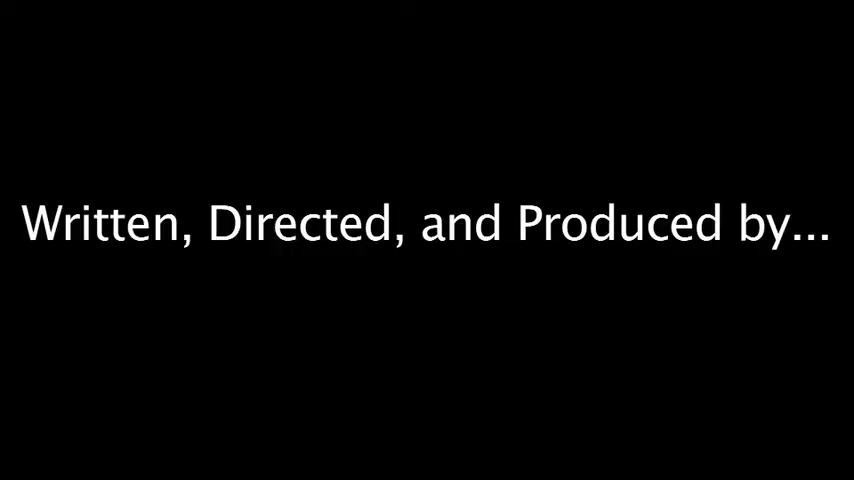 Written, Directed, and Produced by...